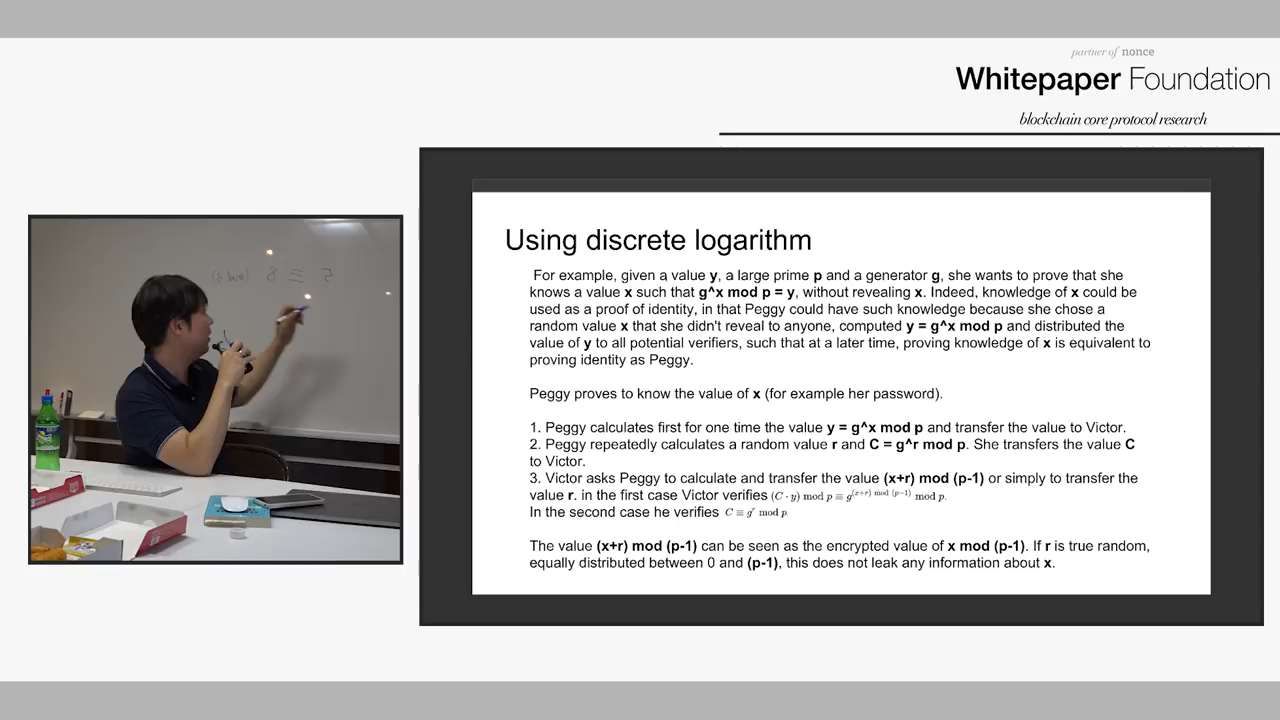 partner of nonce
Whitepaper Foundation
blockchain core protocol research
Using discrete logarithm
For example, given a value y, a large prime p and a generator g, she wants to prove that she
knows a value x such that g^x mod p = y, without revealing x. Indeed, knowledge of x could be
used as a proof of identity, in that Peggy could have such knowledge because she chose a
random value x that she didn't reveal to anyone, computed y = g^x mod p and distributed the
value of y to all potential verifiers, such that at a later time, proving knowledge of x is equivalent to
proving identity as Peggy.
Peggy proves to know the value of x (for example her password).
1. Peggy calculates first for one time the value y = g^x mod p and transfer the value to Victor.
2. Peggy repeatedly calculates a random value r and C = g^r mod p. She transfers the value C
to Victor.
3. Victor asks Peggy to calculate and transfer the value (x+r) mod (p-1) or simply to transfer the
value r. in the first case Victor verifies (C · y) mod p ≡ g^(x+r) mod (p−1) mod p.
In the second case he verifies C ≡ g^r mod p.
The value (x+r) mod (p-1) can be seen as the encrypted value of x mod (p-1). If r is true random,
equally distributed between 0 and (p-1), this does not leak any information about x.